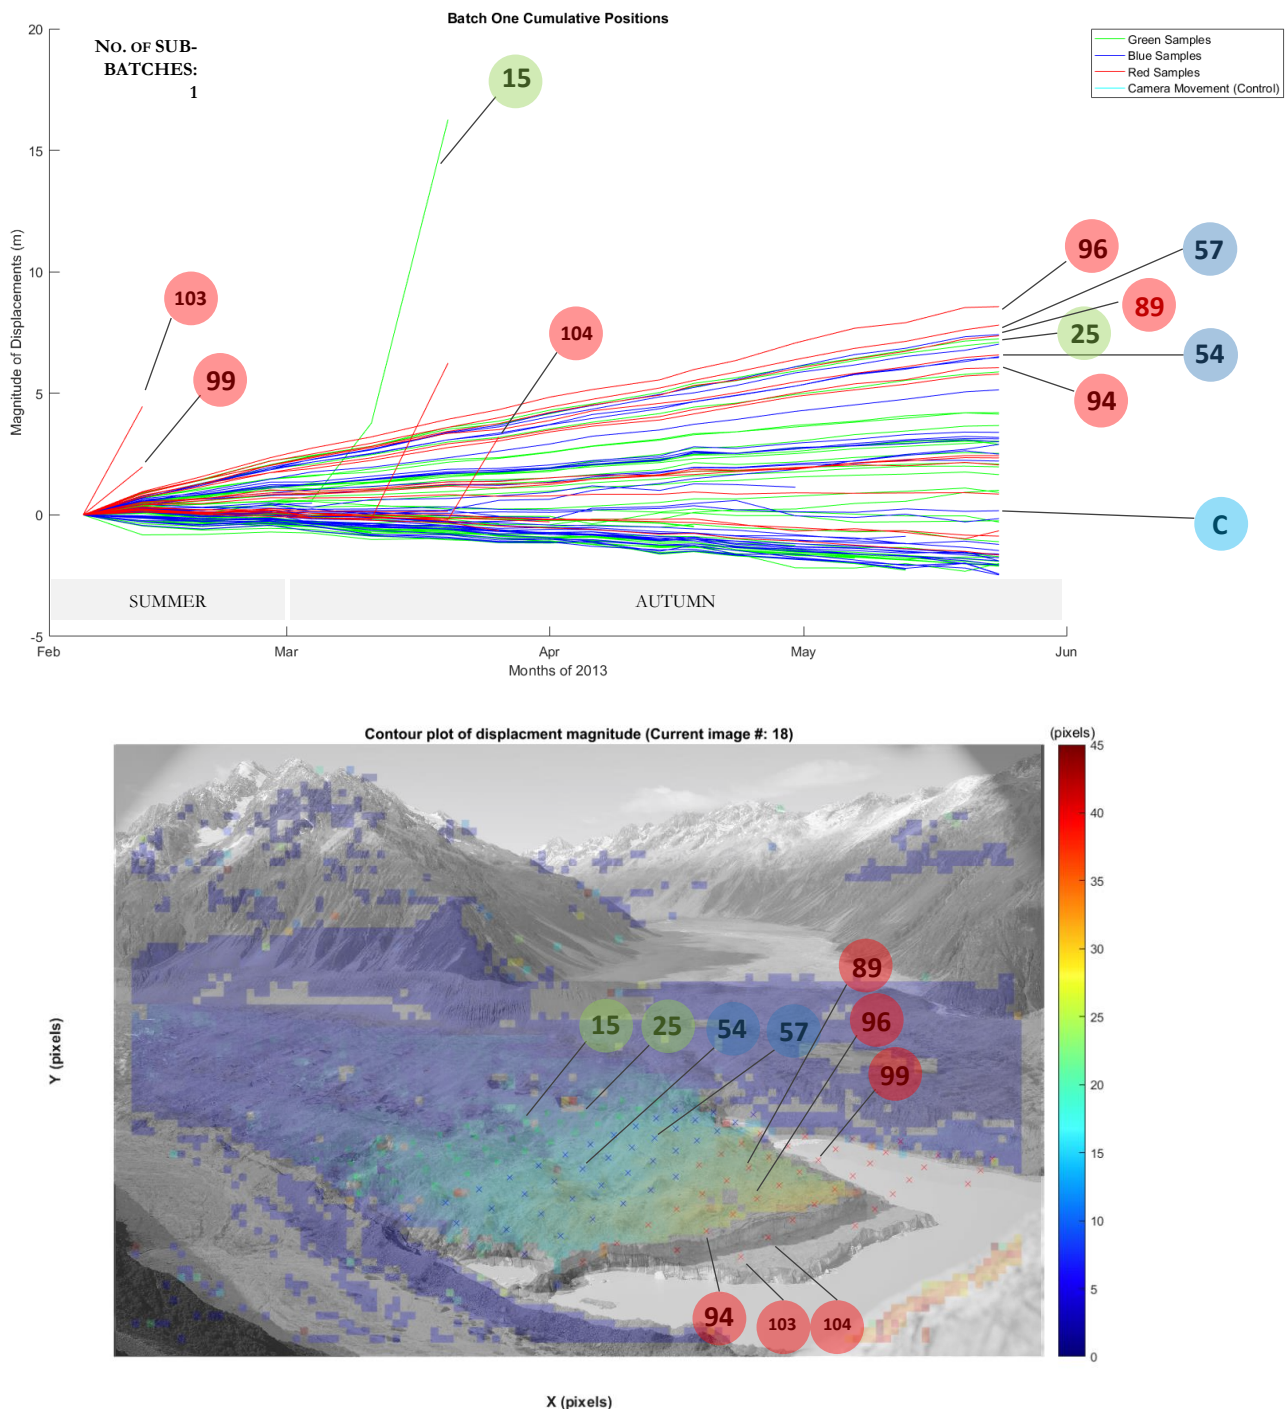 Batch One Cumulative Positions
NO. OF SUB-
BATCHES:
1
Green Samples
Blue Samples
Red Samples
Camera Movement (Control)
20
15
10
5
0
-5
Magnitude of Displacements (m)
15
103
99
104
96
57
89
25
54
94
C
SUMMER
AUTUMN
Feb
Mar
Apr
May
Jun
Months of 2013
Contour plot of displacment magnitude (Current image #: 18)
(pixels)
45
40
35
30
25
20
15
10
5
0
Y (pixels)
89
15
25
54
57
96
99
94
103
104
X (pixels)